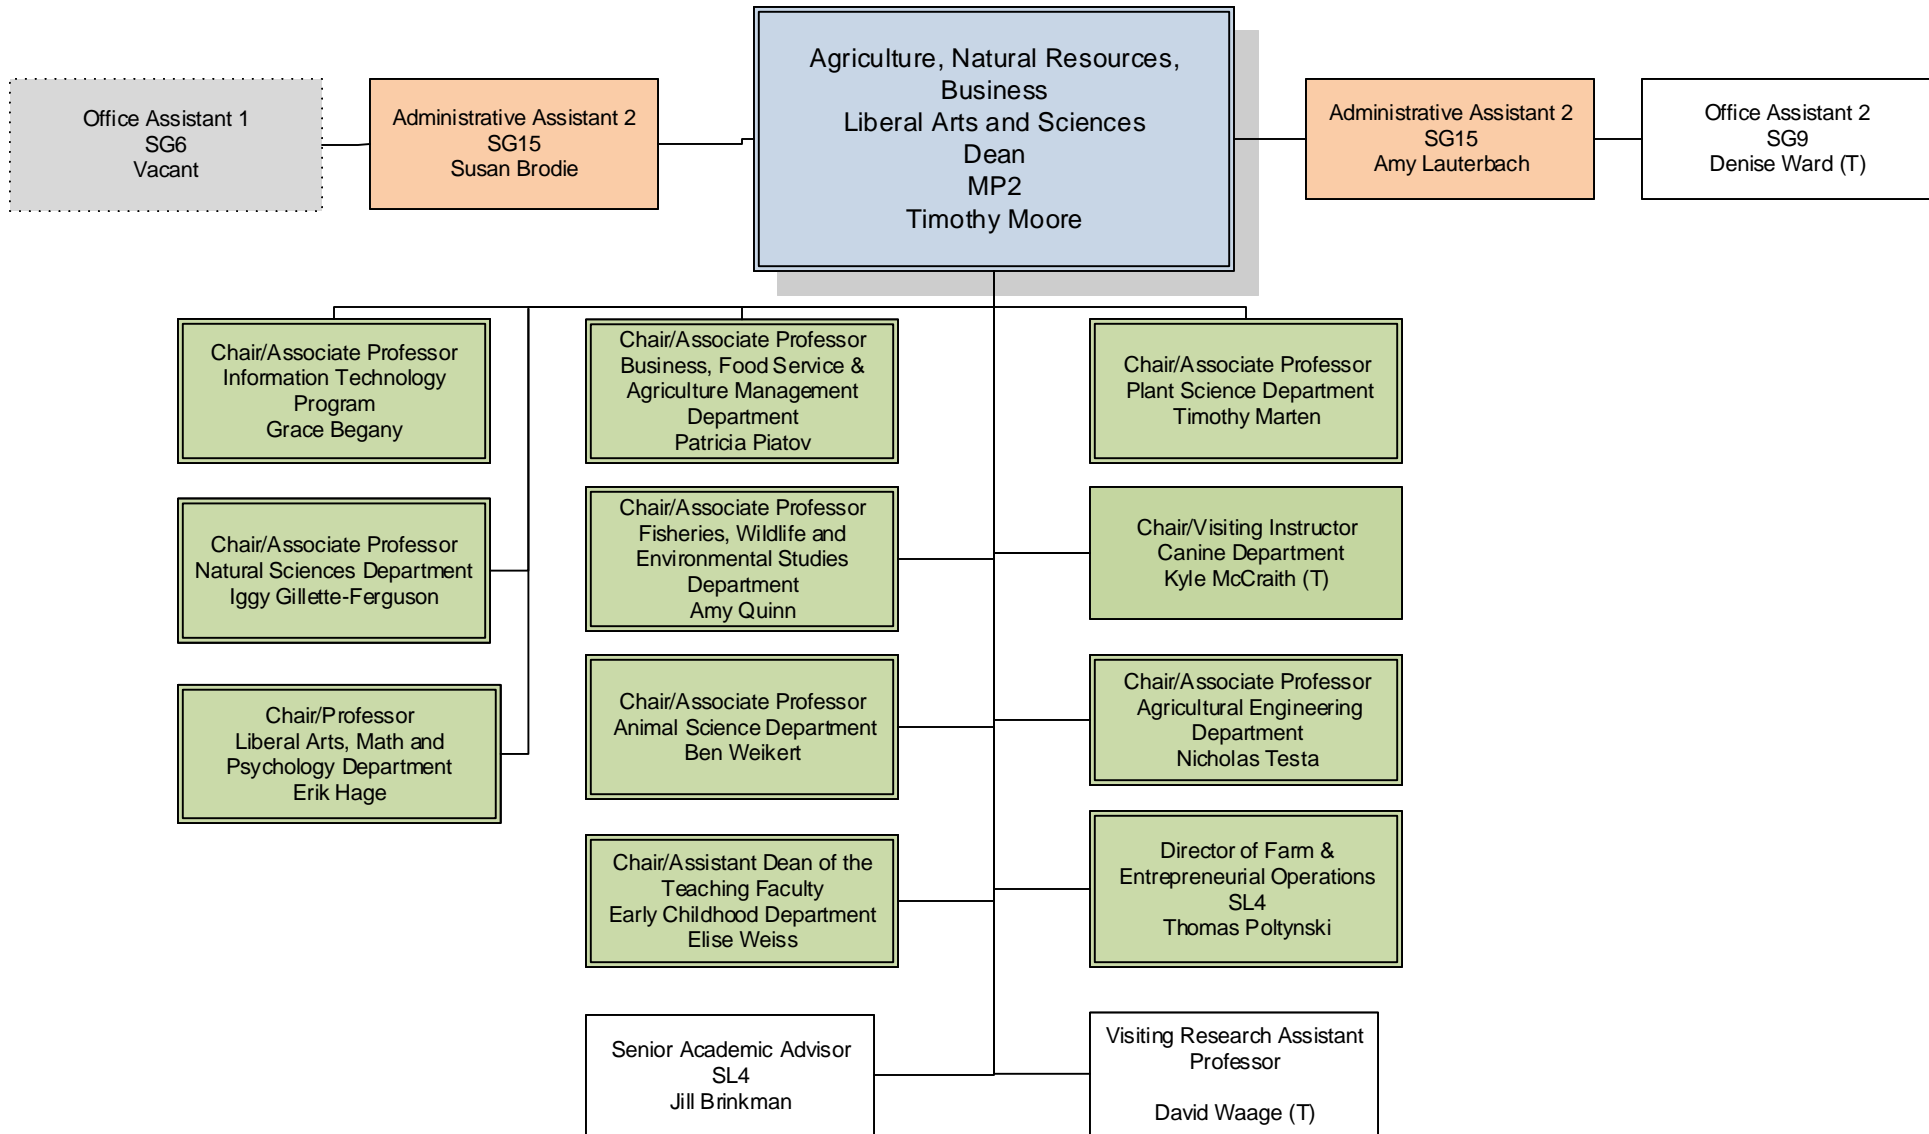 Agriculture, Natural Resources,
Business
Liberal Arts and Sciences
Dean
MP2
Timothy Moore
Office Assistant 1
SG6
Vacant
Administrative Assistant 2
SG15
Susan Brodie
Administrative Assistant 2
SG15
Amy Lauterbach
Office Assistant 2
SG9
Denise Ward (T)
Chair/Associate Professor
Information Technology
Program
Grace Begany
Chair/Associate Professor
Business, Food Service &
Agriculture Management
Department
Patricia Piatov
Chair/Associate Professor
Plant Science Department
Timothy Marten
Chair/Associate Professor
Natural Sciences Department
Iggy Gillette-Ferguson
Chair/Associate Professor
Fisheries, Wildlife and
Environmental Studies
Department
Amy Quinn
Chair/Visiting Instructor
Canine Department
Kyle McCraith (T)
Chair/Professor
Liberal Arts, Math and
Psychology Department
Erik Hage
Chair/Associate Professor
Animal Science Department
Ben Weikert
Chair/Associate Professor
Agricultural Engineering
Department
Nicholas Testa
Chair/Assistant Dean of the
Teaching Faculty
Early Childhood Department
Elise Weiss
Director of Farm &
Entrepreneurial Operations
SL4
Thomas Poltynski
Senior Academic Advisor
SL4
Jill Brinkman
Visiting Research Assistant
Professor
David Waage (T)